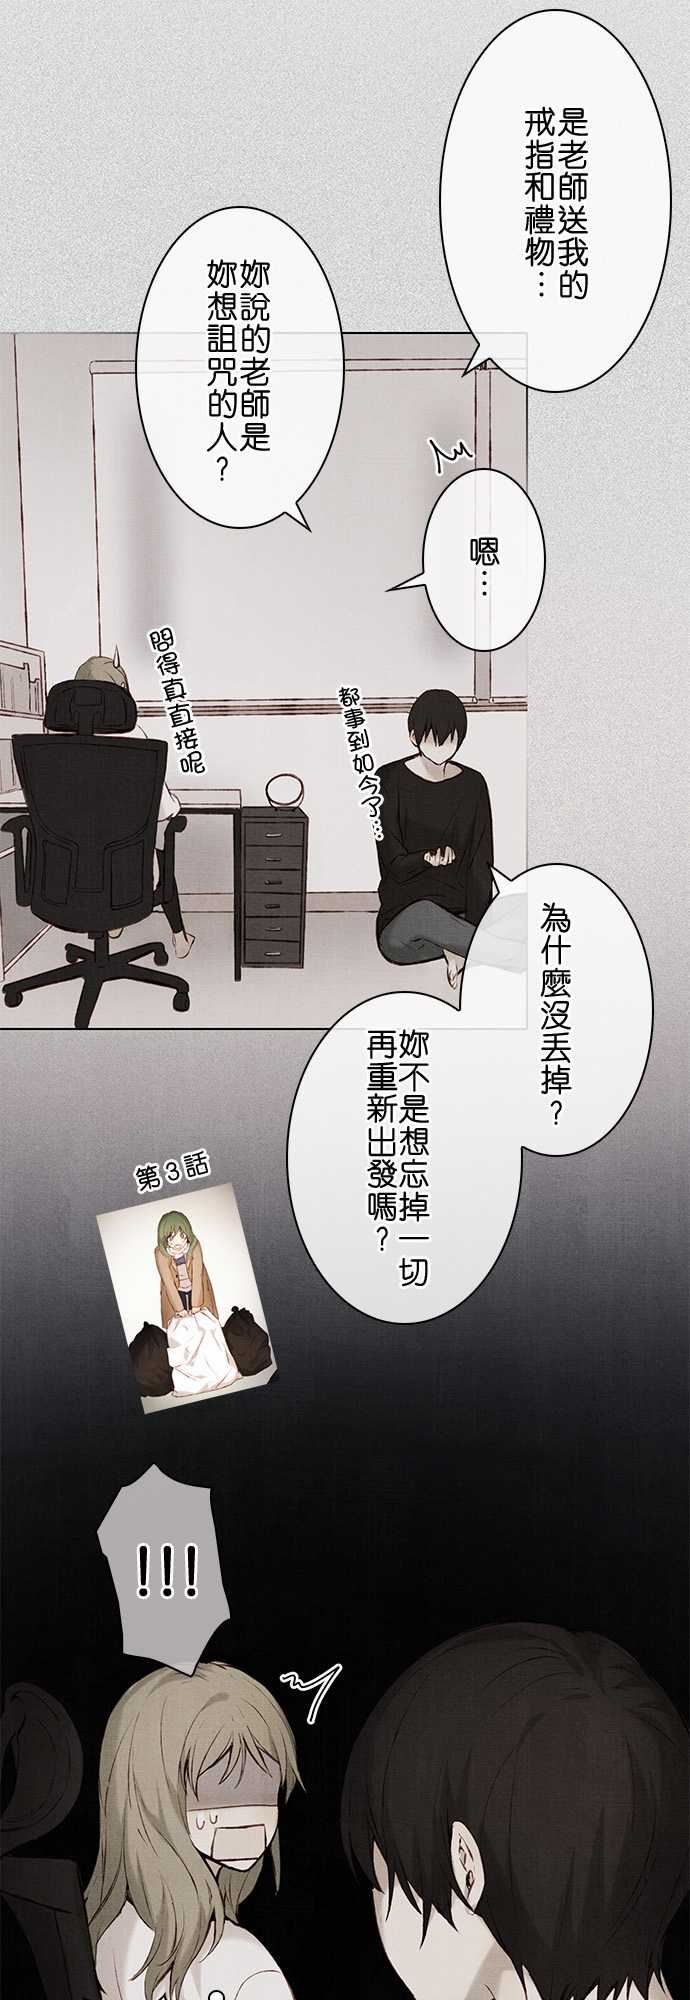 是老師送我的
戒指和禮物…
妳說的老師是
妳想詛咒的人？
嗯…
問得真直接呢
都事到如今了…
為什麼沒丟掉？
妳不是想忘掉一切
再重新出發嗎？
第3話
!!!